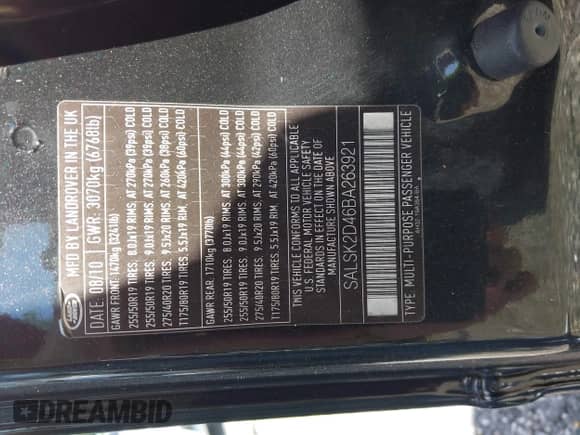 LAND ROVER
MFD BY LANDROVER IN THE UK
DATE: 08/10 GWR: 3070kg (6768lb)
GAWR FRONT: 1470kg (3241lb)
255/50R19 TIRES, 8.0Jx19 RIMS, AT 270kPa (39psi) COLD
255/50R19 TIRES, 9.0Jx19 RIMS, AT 270kPa (39psi) COLD
275/40R20 TIRES, 9.5Jx20 RIMS, AT 260kPa (38psi) COLD
T175/80R19 TIRES, 5.5Jx19 RIM, AT 420kPa (60psi) COLD
GAWR REAR: 1710kg (3770lb)
255/50R19 TIRES, 8.0Jx19 RIMS, AT 300kPa (44psi) COLD
255/50R19 TIRES, 9.0Jx19 RIMS, AT 300kPa (44psi) COLD
275/40R20 TIRES, 9.5Jx20 RIMS, AT 290kPa (42psi) COLD
T175/80R19 TIRES, 5.5Jx19 RIM, AT 420kPa (60psi) COLD
THIS VEHICLE CONFORMS TO ALL APPLICABLE
U.S. FEDERAL MOTOR VEHICLE SAFETY
STANDARDS IN EFFECT ON THE DATE OF
MANUFACTURE SHOWN ABOVE
SALSK2D46BA263921
TYPE: MULTI-PURPOSE PASSENGER VEHICLE
DREAMBID